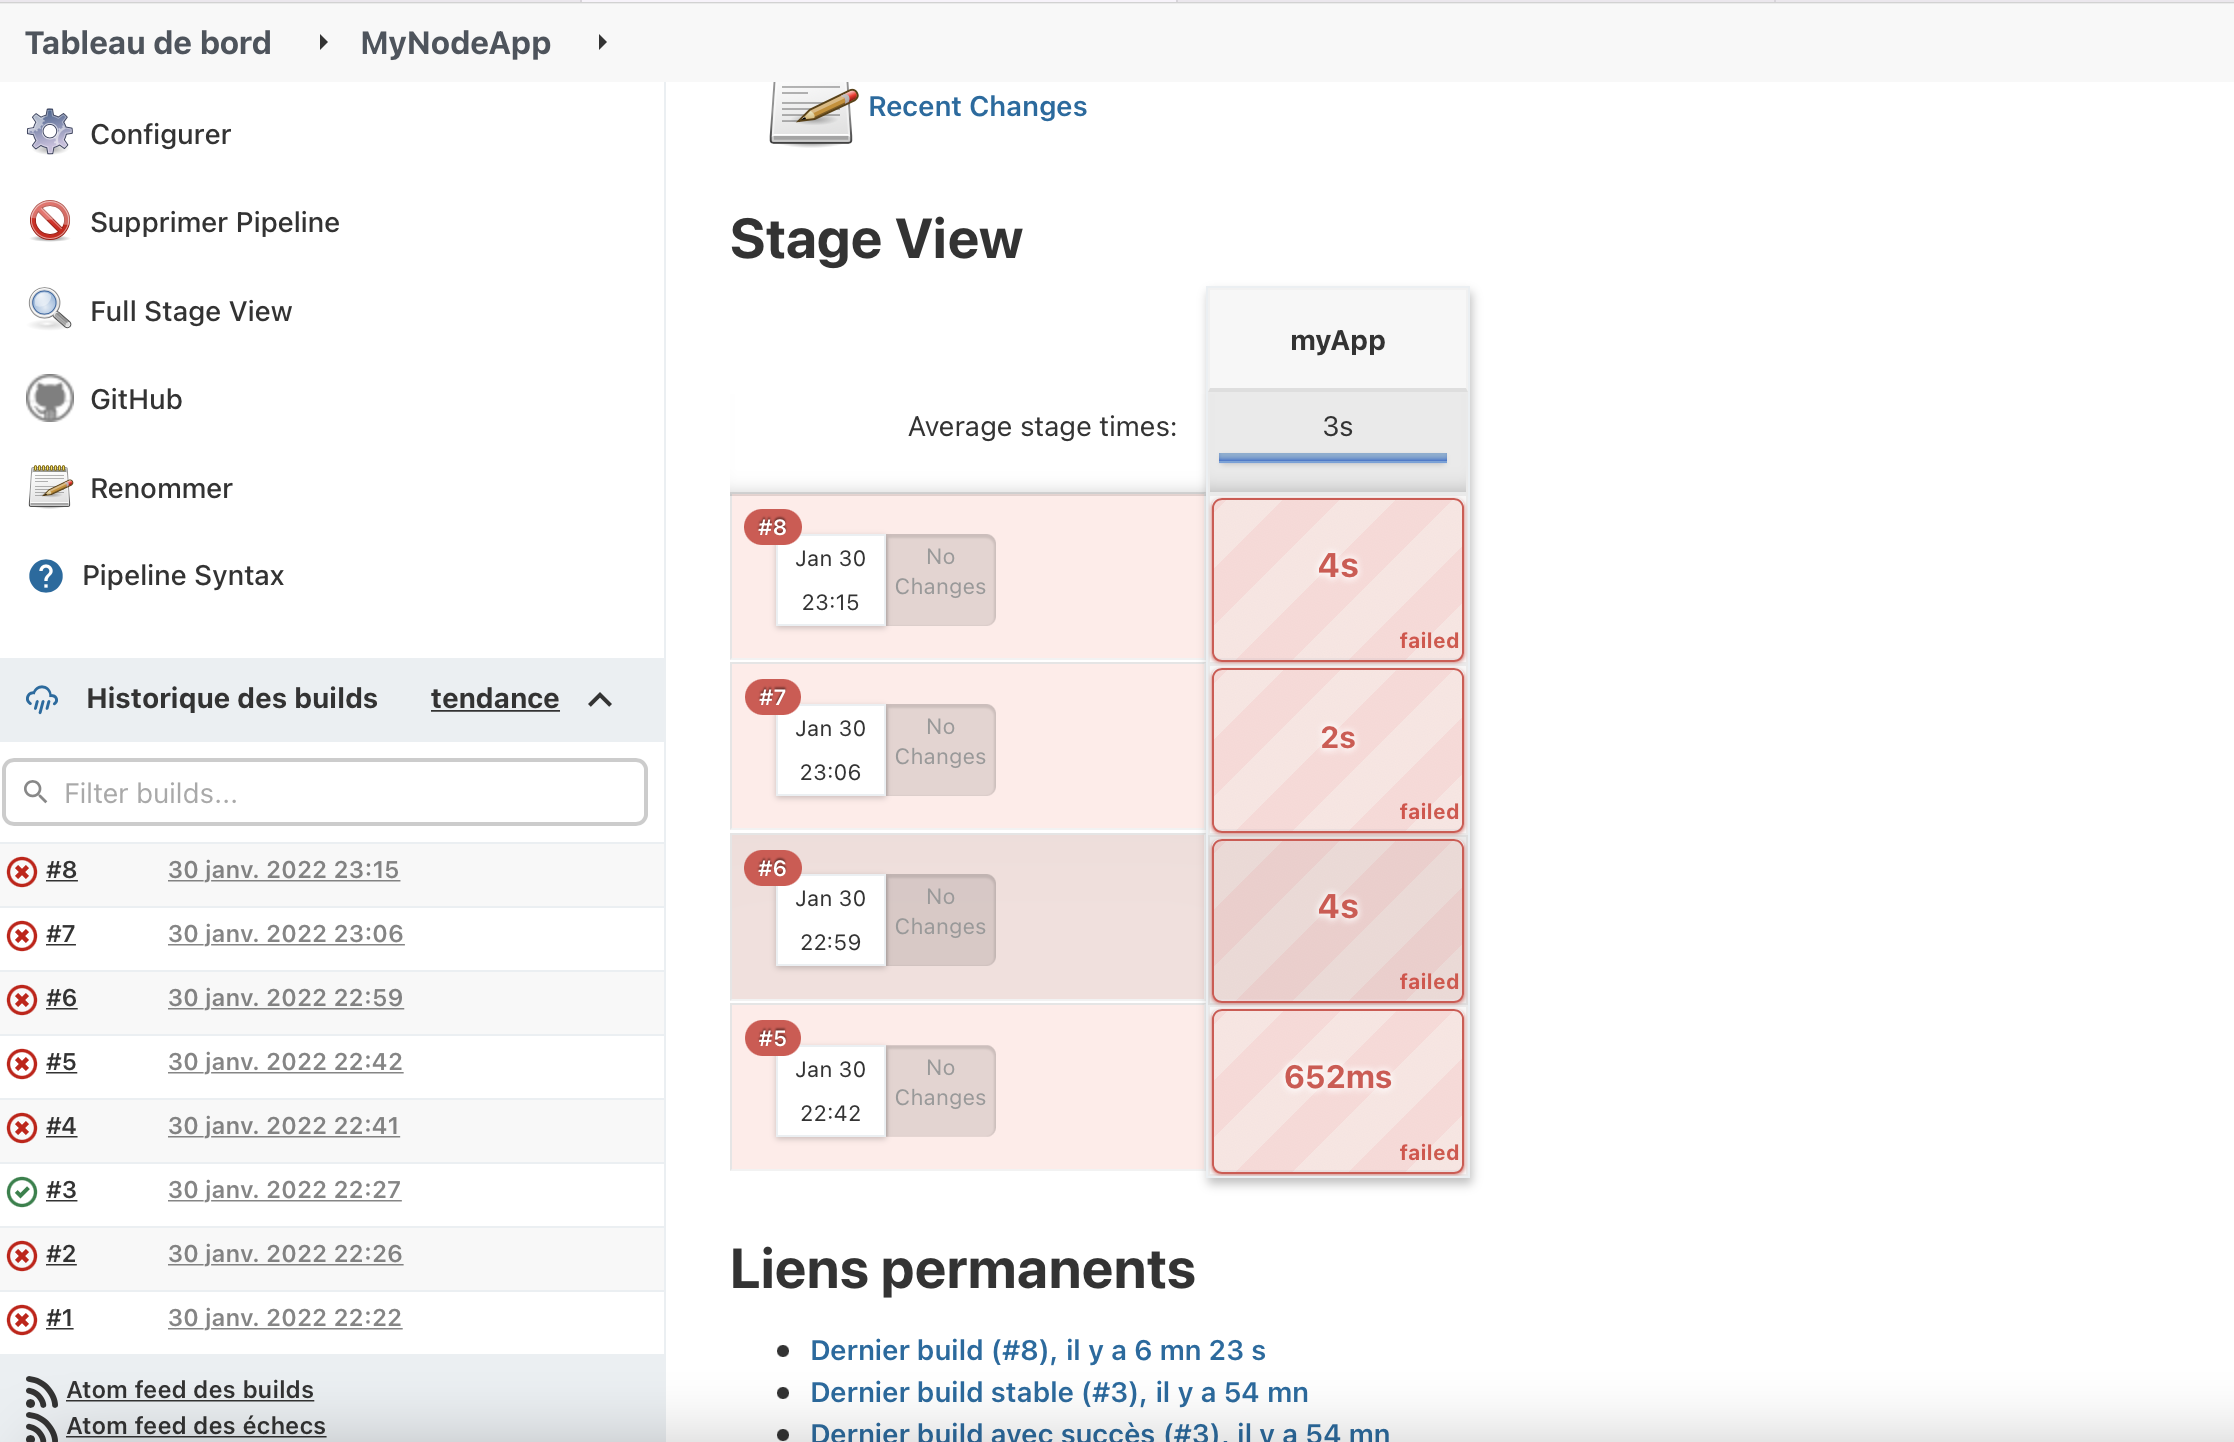 Tableau de bord
MyNodeApp
Configurer
Supprimer Pipeline
Full Stage View
GitHub
Renommer
Pipeline Syntax
Historique des builds
tendance
Filter builds...
#8
30 janv. 2022 23:15
#7
30 janv. 2022 23:06
#6
30 janv. 2022 22:59
#5
30 janv. 2022 22:42
#4
30 janv. 2022 22:41
#3
30 janv. 2022 22:27
#2
30 janv. 2022 22:26
#1
30 janv. 2022 22:22
Atom feed des builds
Atom feed des échecs
Recent Changes
Stage View
myApp
Average stage times:
3s
#8
Jan 30
23:15
No
Changes
4s
failed
#7
Jan 30
23:06
No
Changes
2s
failed
#6
Jan 30
22:59
No
Changes
4s
failed
#5
Jan 30
22:42
No
Changes
652ms
failed
Liens permanents
Dernier build (#8), il y a 6 mn 23 s
Dernier build stable (#3), il y a 54 mn
Dernier build avec succès (#3), il y a 54 mn